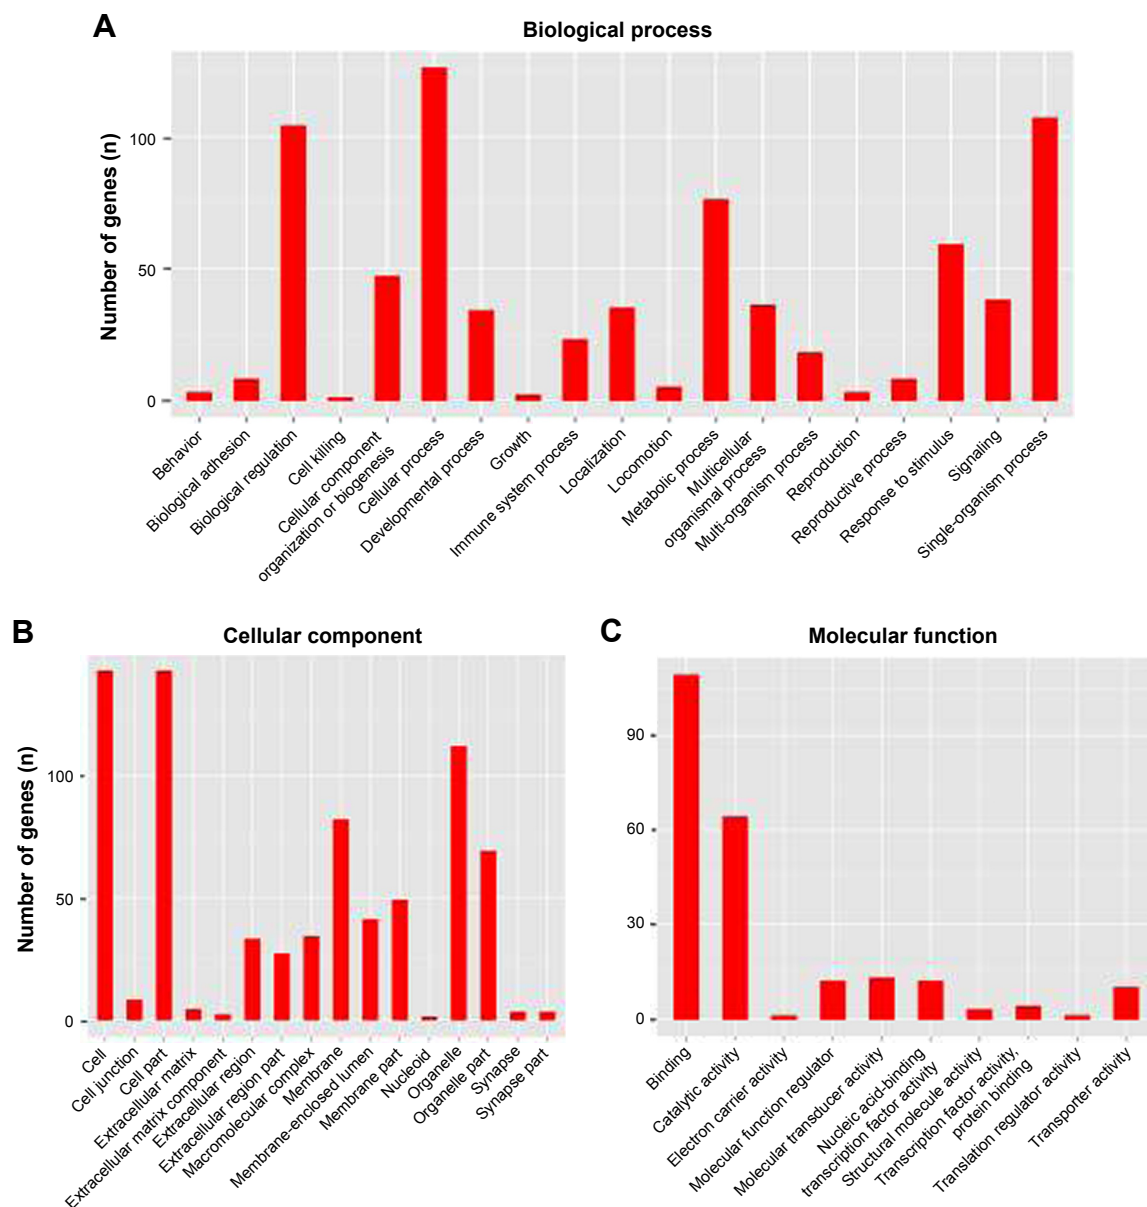 A
Biological process
Number of genes (n)
100
50
0
Behavior
Biological adhesion
Biological regulation
Cell killing
Cellular component
organization or biogenesis
Cellular process
Developmental process
Growth
Immune system process
Localization
Locomotion
Metabolic process
Multicellular
organismal process
Multi-organism process
Reproduction
Reproductive process
Response to stimulus
Signaling
Single-organism process
B
Cellular component
Number of genes (n)
100
50
0
Cell
Cell junction
Cell part
Extracellular matrix
Extracellular matrix component
Extracellular region
Extracellular region part
Macromolecular complex
Membrane
Membrane-enclosed lumen
Membrane part
Nucleoid
Organelle
Organelle part
Synapse
Synapse part
C
Molecular function
90
60
30
0
Binding
Catalytic activity
Electron carrier activity
Molecular function regulator
Molecular transducer activity
Nucleic acid-binding
transcription factor activity
Structural molecule activity
Transcription factor activity,
protein binding
Translation regulator activity
Transporter activity